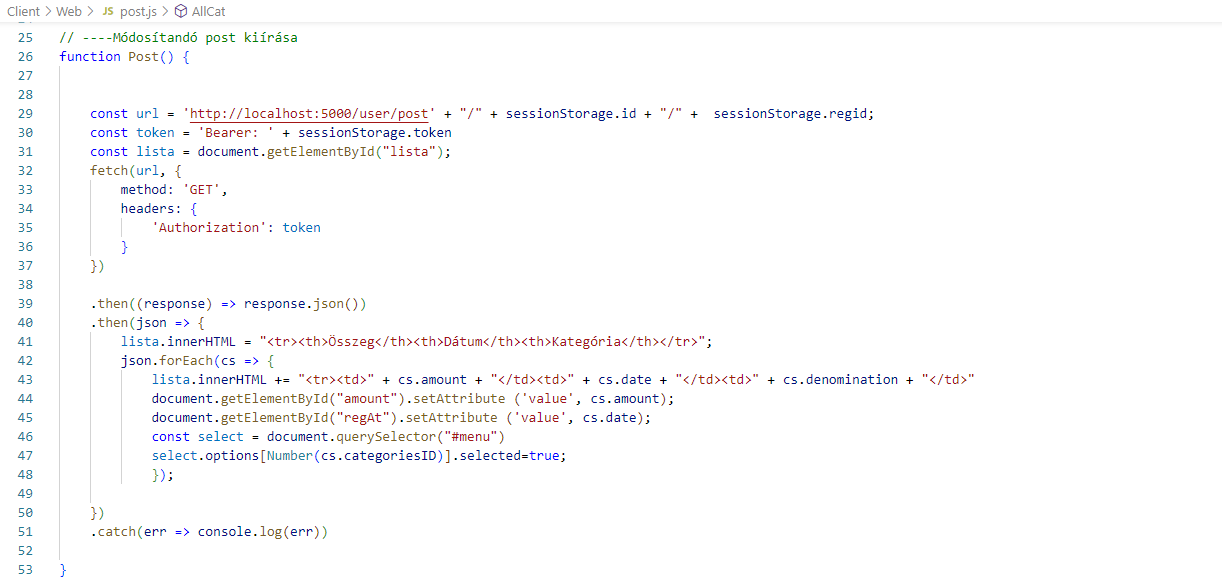 Client > Web > JS post.js > AllCat
25 // ----Módosítandó post kiírása
26 function Post() {
27
28
29     const url = 'http://localhost:5000/user/post' + "/" + sessionStorage.id + "/" +  sessionStorage.regid;
30     const token = 'Bearer: ' + sessionStorage.token
31     const lista = document.getElementById("lista");
32     fetch(url, {
33         method: 'GET',
34         headers: {
35             'Authorization': token
36         }
37     })
38
39     .then((response) => response.json())
40     .then(json => {
41         lista.innerHTML = "<tr><th>Összeg</th><th>Dátum</th><th>Kategória</th></tr>";
42         json.forEach(cs => {
43             lista.innerHTML += "<tr><td>" + cs.amount + "</td><td>" + cs.date + "</td><td>" + cs.denomination + "</td>"
44             document.getElementById("amount").setAttribute ('value', cs.amount);
45             document.getElementById("regAt").setAttribute ('value', cs.date);
46             const select = document.querySelector("#menu")
47             select.options[Number(cs.categoriesID)].selected=true;
48             });
49
50     })
51     .catch(err => console.log(err))
52
53 }